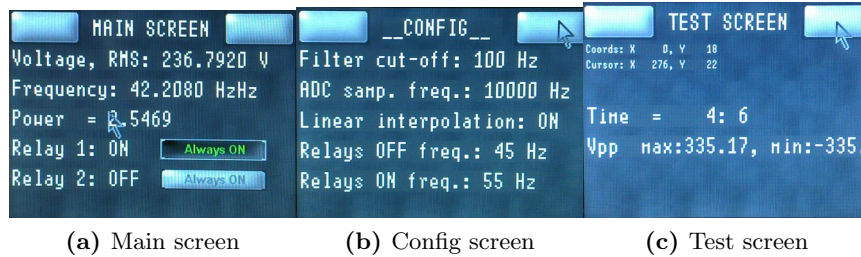 MAIN SCREEN
Voltage, RMS: 236.7920 V
Frequency: 42.2080 HzHz
Power = 2.5469
Relay 1: ON Always ON
Relay 2: OFF Always ON
(a) Main screen
__CONFIG__
Filter cut-off: 100 Hz
ADC samp. freq.: 10000 Hz
Linear interpolation: ON
Relays OFF freq.: 45 Hz
Relays ON freq.: 55 Hz
(b) Config screen
TEST SCREEN
Coords: X 0, Y 18
Cursor: X 276, Y 22
Time = 4: 6
Vpp max:335.17, min:-335.
(c) Test screen